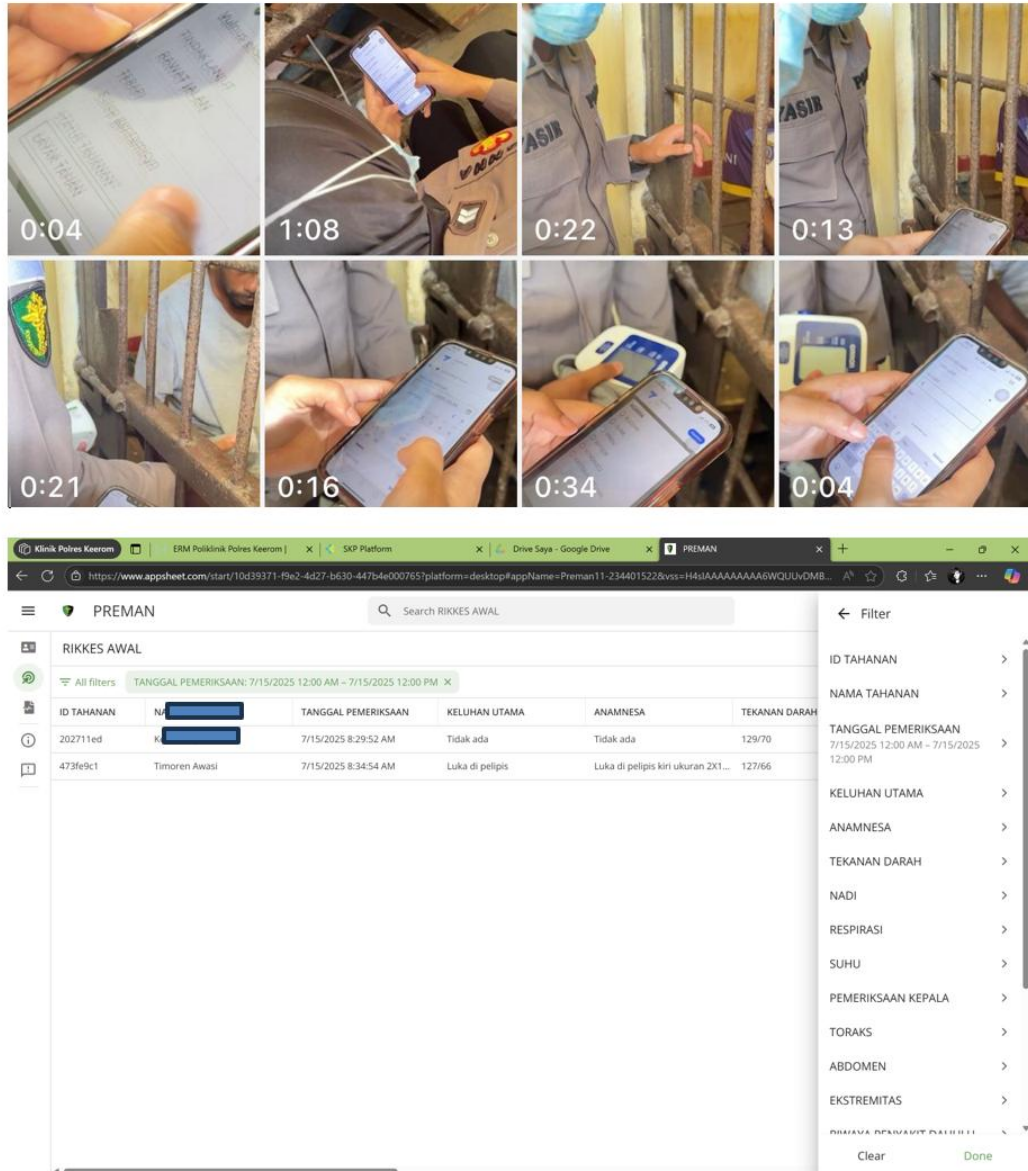 TINDAK LANJUT
RAWAT JALAN
0:04
1:08
YASIR
0:22
ASIR
0:13
0:21
0:16
0:34
0:04
Klinik Polres Keerom
ERM Poliklinik Polres Keerom |
SKP Platform
Drive Saya - Google Drive
PREMAN
https://www.appsheet.com/start/10d39371-f9e2-4d27-b630-447b4e000765?platform=desktop#appName=Preman11-234401522&vss=H4sIAAAAAAAAA6WQUUvDMB...
PREMAN
Search RIKKES AWAL
Filter
RIKKES AWAL
All filters TANGGAL PEMERIKSAAN: 7/15/2025 12:00 AM – 7/15/2025 12:00 PM
ID TAHANAN TANGGAL PEMERIKSAAN KELUHAN UTAMA ANAMNESA TEKANAN DARAH
202711ed 7/15/2025 8:29:52 AM Tidak ada Tidak ada 129/70
473fe9c1 Timoren Awasi 7/15/2025 8:34:54 AM Luka di pelipis Luka di pelipis kiri ukuran 2X1... 127/66
ID TAHANAN
NAMA TAHANAN
TANGGAL PEMERIKSAAN
7/15/2025 12:00 AM – 7/15/2025
12:00 PM
KELUHAN UTAMA
ANAMNESA
TEKANAN DARAH
NADI
RESPIRASI
SUHU
PEMERIKSAAN KEPALA
TORAKS
ABDOMEN
EKSTREMITAS
Clear Done